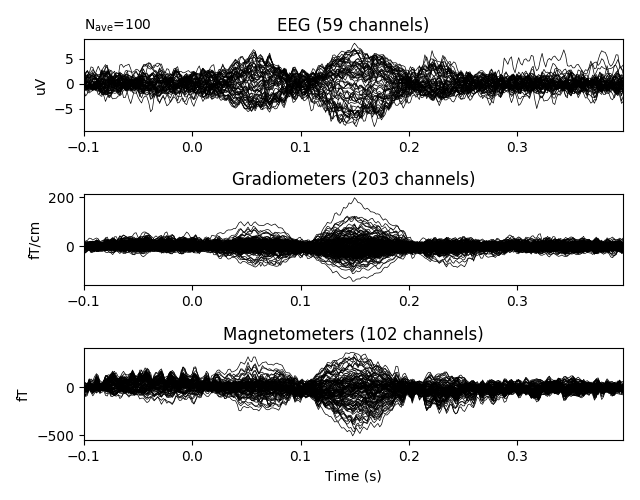 N_ave=100
EEG (59 channels)
uV
5
0
−5
−0.1 0.0 0.1 0.2 0.3
Gradiometers (203 channels)
fT/cm
200
0
−0.1 0.0 0.1 0.2 0.3
Magnetometers (102 channels)
fT
0
−500
−0.1 0.0 0.1 0.2 0.3
Time (s)